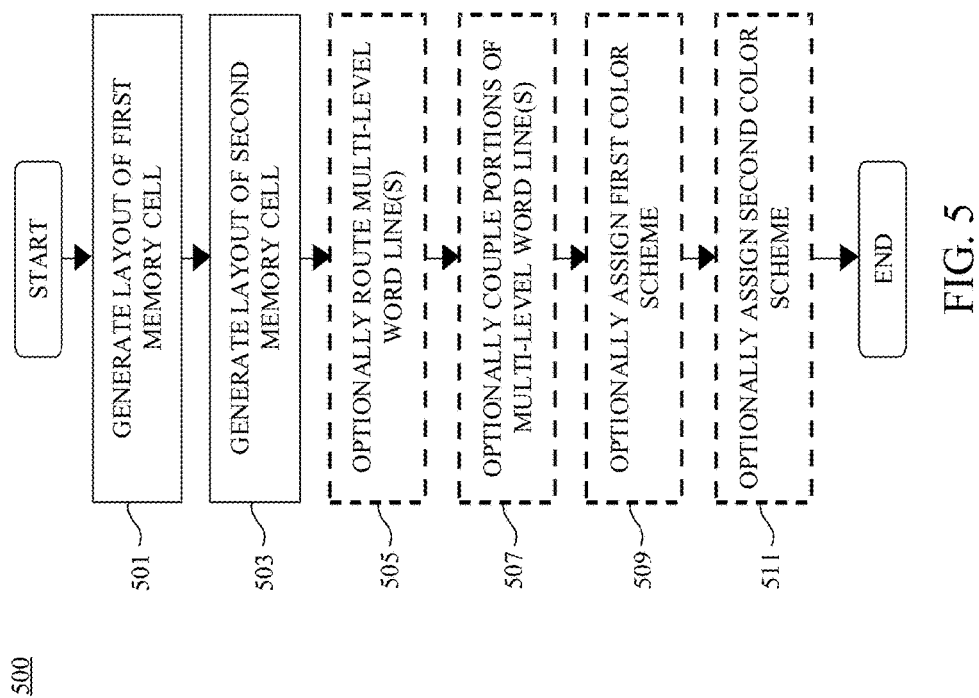 500
START
501
GENERATE LAYOUT OF FIRST
MEMORY CELL
503
GENERATE LAYOUT OF SECOND
MEMORY CELL
505
OPTIONALLY ROUTE MULTI-LEVEL
WORD LINE(S)
507
OPTIONALLY COUPLE PORTIONS OF
MULTI-LEVEL WORD LINE(S)
509
OPTIONALLY ASSIGN FIRST COLOR
SCHEME
511
OPTIONALLY ASSIGN SECOND COLOR
SCHEME
END
FIG. 5